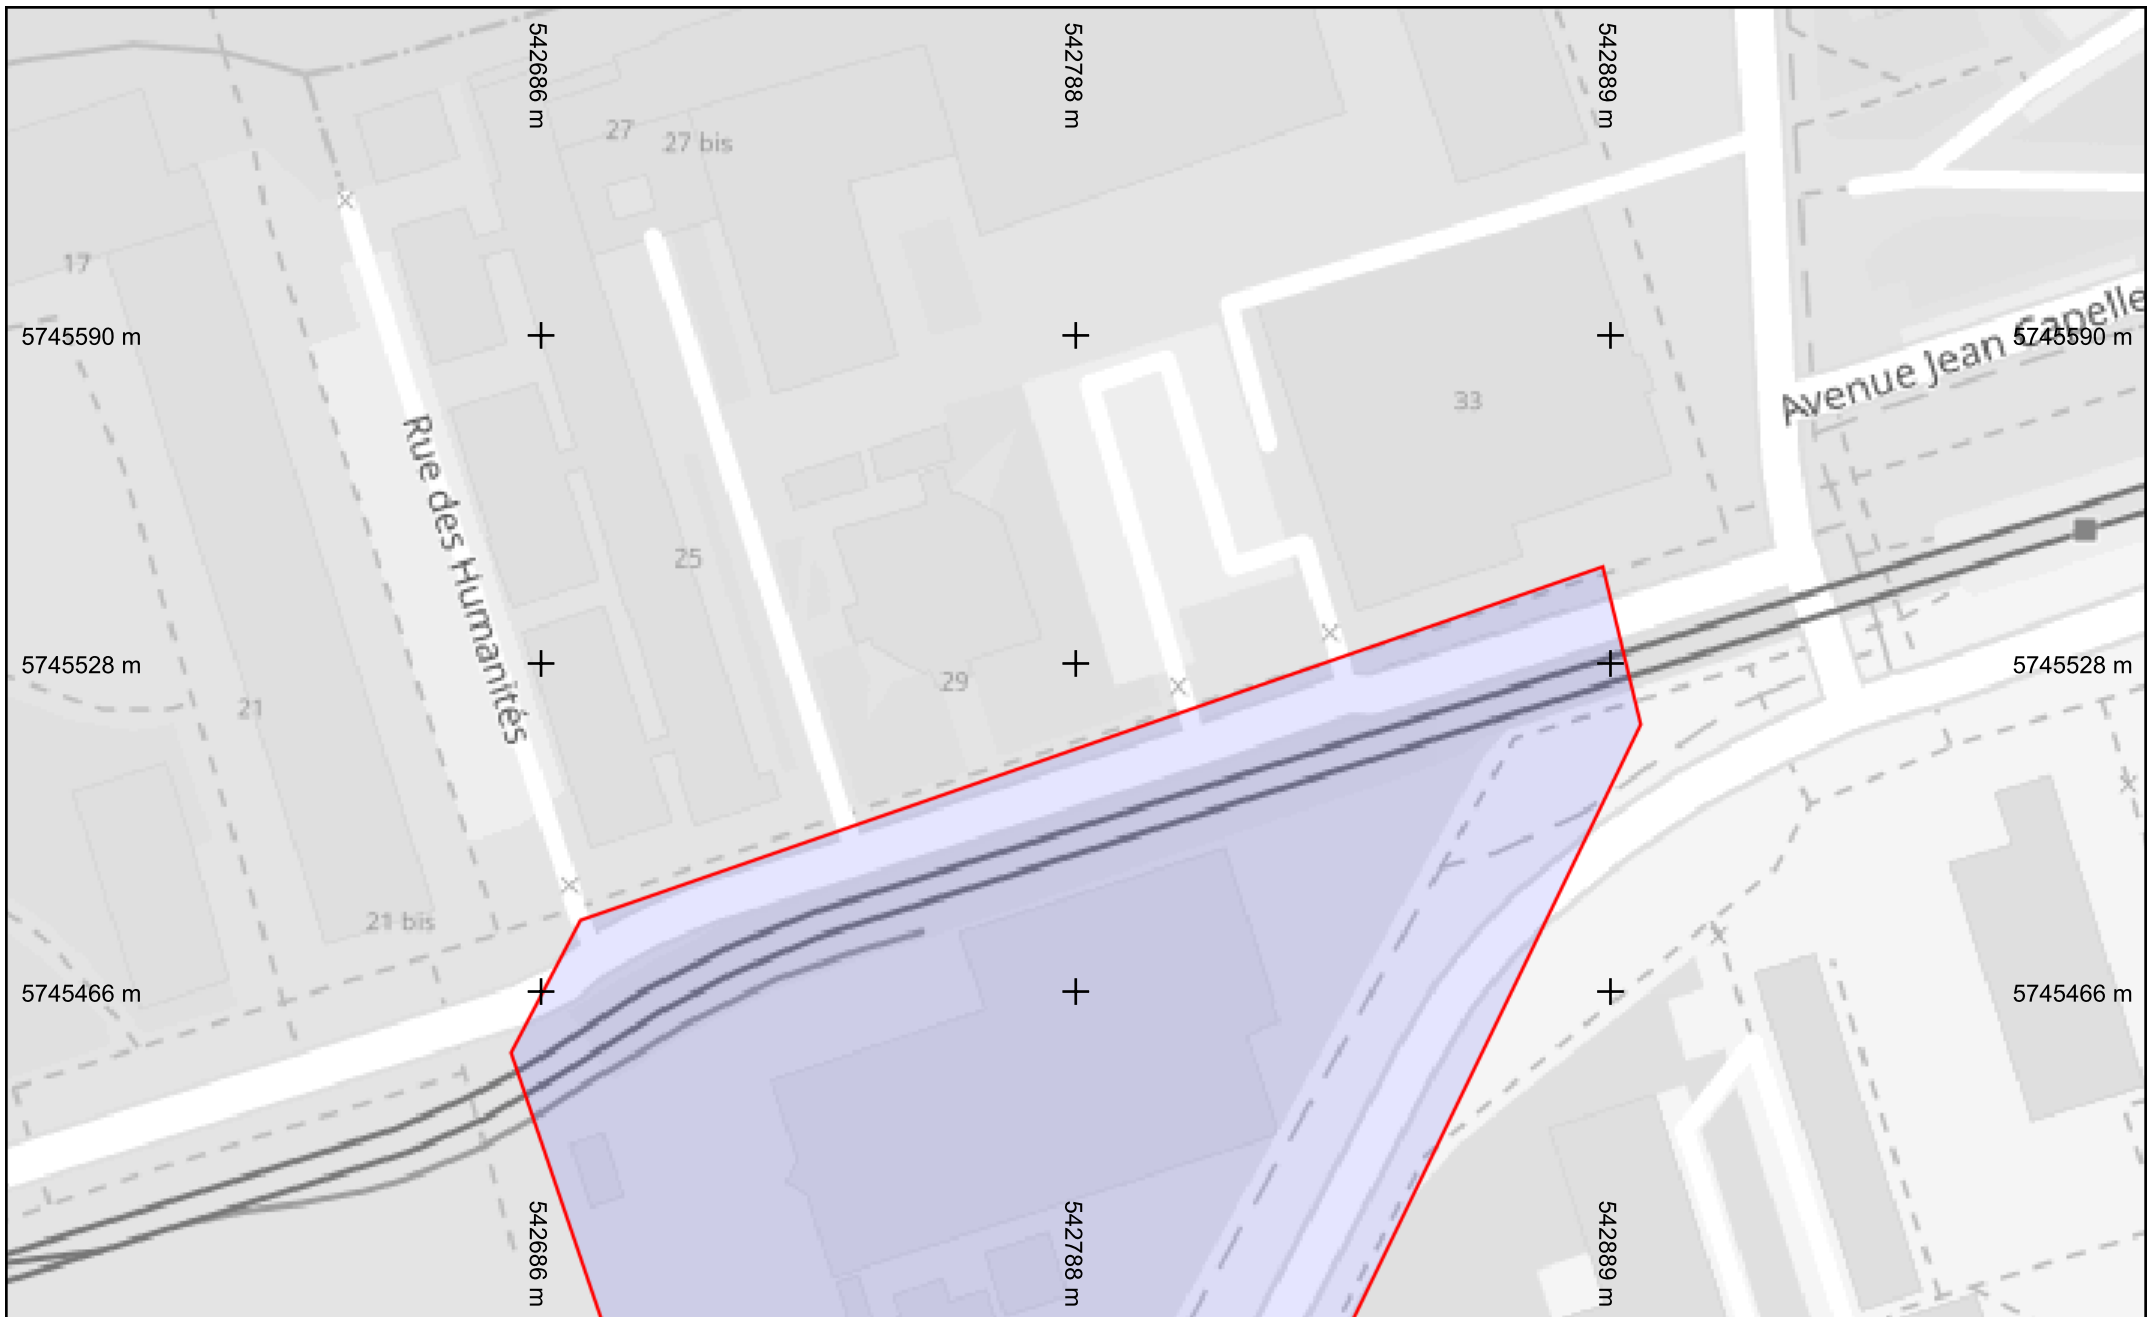 542686 m
542788 m
542889 m
27
27 bis
17
5745590 m
5745590 m
Avenue Jean Capelle
33
Rue des Humanités
25
5745528 m
5745528 m
29
21
21 bis
5745466 m
5745466 m
542686 m
542788 m
542889 m